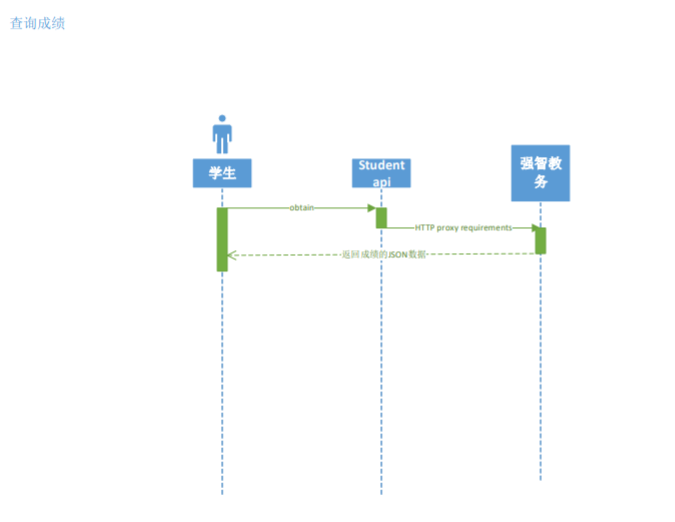 查询成绩
学生
Student
api
强智教
务
obtain
HTTP proxy requirements
返回成绩的JSON数据